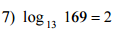 7) log₁₃ 169 = 2